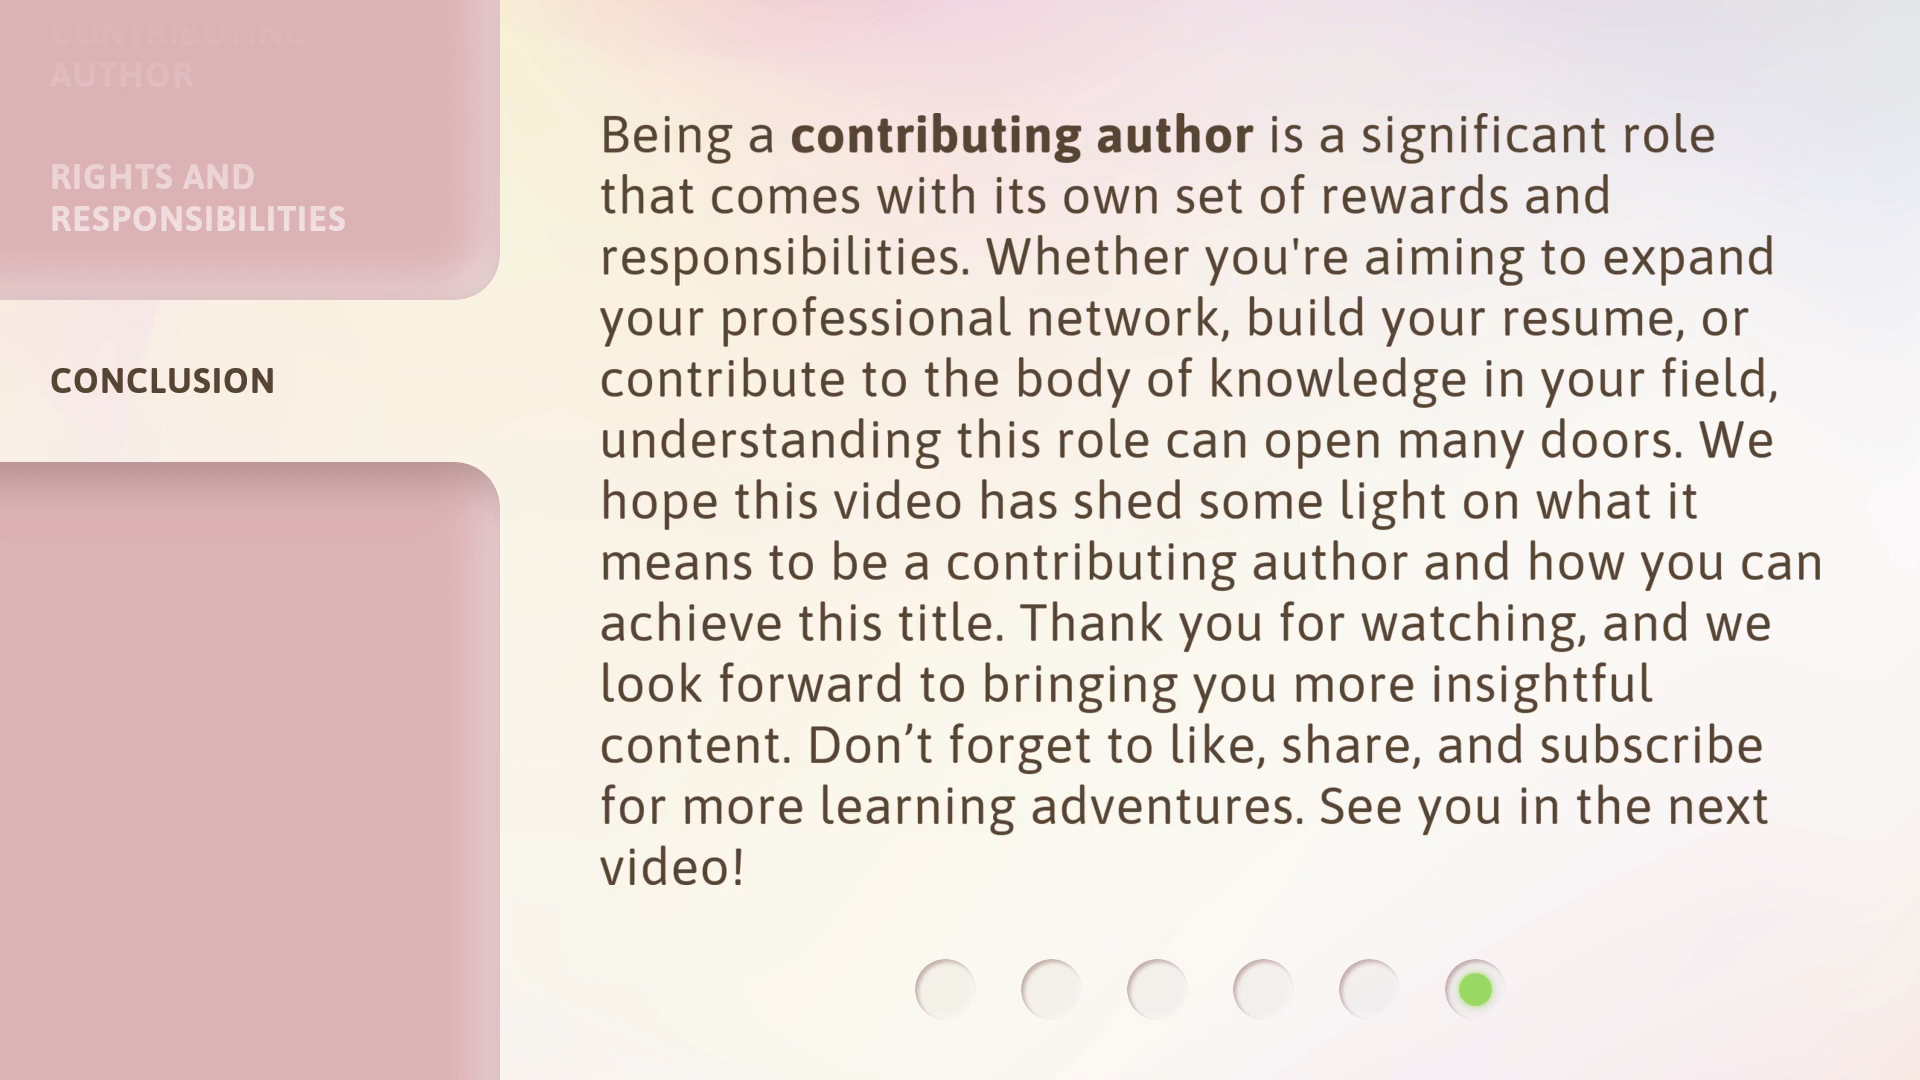 CONTRIBUTING
AUTHOR
RIGHTS AND
RESPONSIBILITIES
CONCLUSION
Being a contributing author is a significant role
that comes with its own set of rewards and
responsibilities. Whether you're aiming to expand
your professional network, build your resume, or
contribute to the body of knowledge in your field,
understanding this role can open many doors. We
hope this video has shed some light on what it
means to be a contributing author and how you can
achieve this title. Thank you for watching, and we
look forward to bringing you more insightful
content. Don’t forget to like, share, and subscribe
for more learning adventures. See you in the next
video!